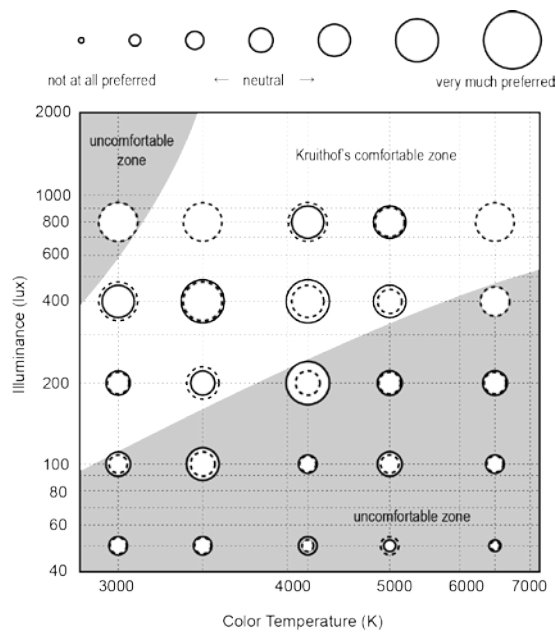 not at all preferred ← neutral → very much preferred
2000
uncomfortable
zone
Kruithof's comfortable zone
1000
800
600
400
200
100
80
60
uncomfortable zone
40
Illuminance (lux)
3000 4000 5000 6000 7000
Color Temperature (K)